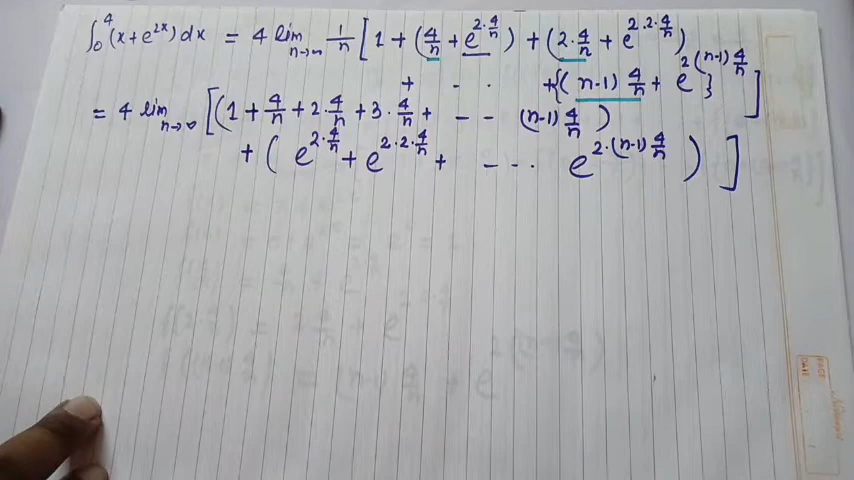 ∫₀⁴ (x+e^{2x}) dx = 4 lim_{n→∞} 1/n [ 1 + (4/n + e^{2·4/n}) + (2·4/n + e^{2·2·4/n})
+ - · · +{( n-1) 4/n + e^{2(n-1)4/n} } ]
= 4 lim_{n→∞} [ (1 + 4/n + 2·4/n + 3·4/n + - - (n-1) 4/n )
+ ( e^{2·4/n} + e^{2·2·4/n} + - - - · e^{2·(n-1)4/n} ) ]
PAGE
DATE